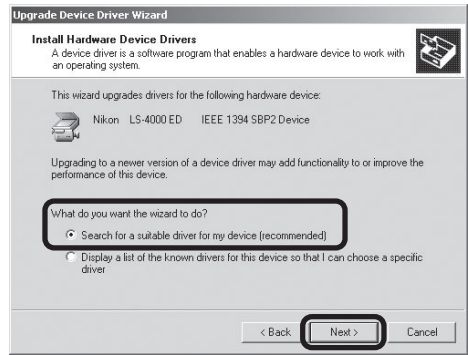 Upgrade Device Driver Wizard
Install Hardware Device Drivers
A device driver is a software program that enables a hardware device to work with
an operating system.
This wizard upgrades drivers for the following hardware device:
Nikon LS-4000 ED IEEE 1394 SBP2 Device
Upgrading to a newer version of a device driver may add functionality to or improve the
performance of this device.
What do you want the wizard to do?
Search for a suitable driver for my device (recommended)
Display a list of the known drivers for this device so that I can choose a specific
driver
< Back Next > Cancel